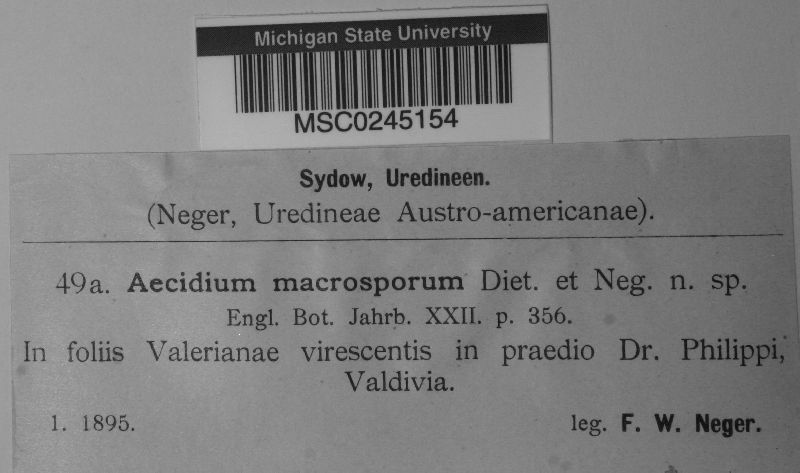 Michigan State University
MSC0245154
Sydow, Uredineen.
(Neger, Uredineae Austro-americanae).
49a. Aecidium macrosporum Diet. et Neg. n. sp.
Engl. Bot. Jahrb. XXII. p. 356.
In foliis Valerianae virescentis in praedio Dr. Philippi,
Valdivia.
1. 1895. leg. F. W. Neger.